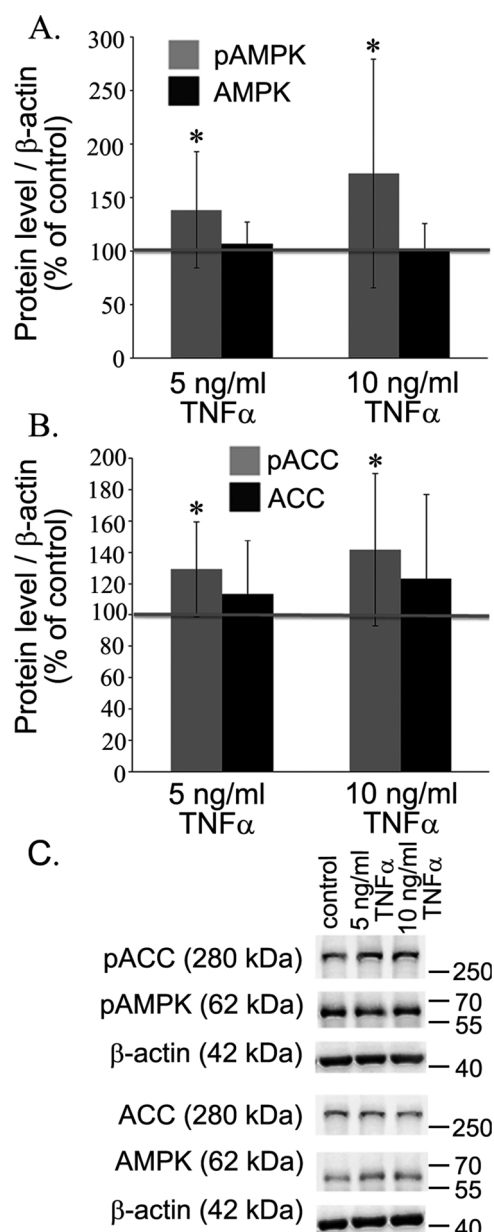 A.
Protein level / β-actin
(% of control)
300
250
200
150
100
50
0
pAMPK
AMPK
*
*
5 ng/ml
TNFα
10 ng/ml
TNFα
B.
Protein level / β-actin
(% of control)
200
180
160
140
120
100
80
60
40
20
0
pACC
ACC
*
*
5 ng/ml
TNFα
10 ng/ml
TNFα
C.
control
5 ng/ml
TNFα
10 ng/ml
TNFα
pACC (280 kDa)
250
pAMPK (62 kDa)
70
55
β-actin (42 kDa)
40
ACC (280 kDa)
250
AMPK (62 kDa)
70
55
β-actin (42 kDa)
40